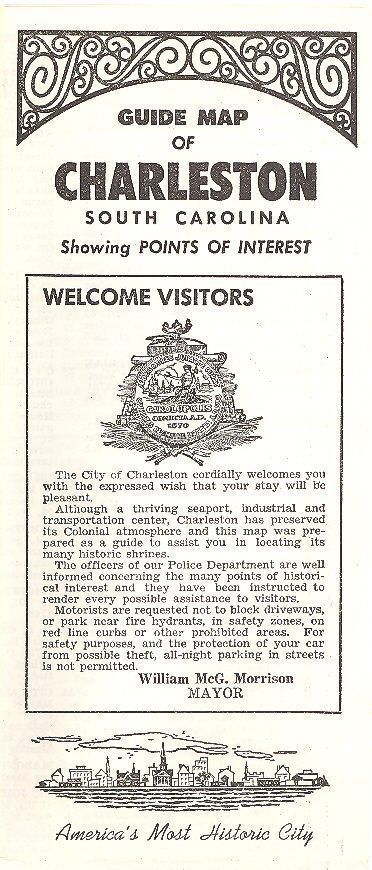 GUIDE MAP
OF
CHARLESTON
SOUTH CAROLINA
Showing POINTS OF INTEREST
WELCOME VISITORS
CAROLOPOLIS
CONDITA A.D.
1670
The City of Charleston cordially welcomes you
with the expressed wish that your stay will be
pleasant.
Although a thriving seaport, industrial and
transportation center, Charleston has preserved
its Colonial atmosphere and this map was pre-
pared as a guide to assist you in locating its
many historic shrines.
The officers of our Police Department are well
informed concerning the many points of histori-
cal interest and they have been instructed to
render every possible assistance to visitors.
Motorists are requested not to block driveways,
or park near fire hydrants, in safety zones, on
red line curbs or other prohibited areas. For
safety purposes, and the protection of your car
from possible theft, all-night parking in streets
is not permitted.
William McG. Morrison
MAYOR
America's Most Historic City